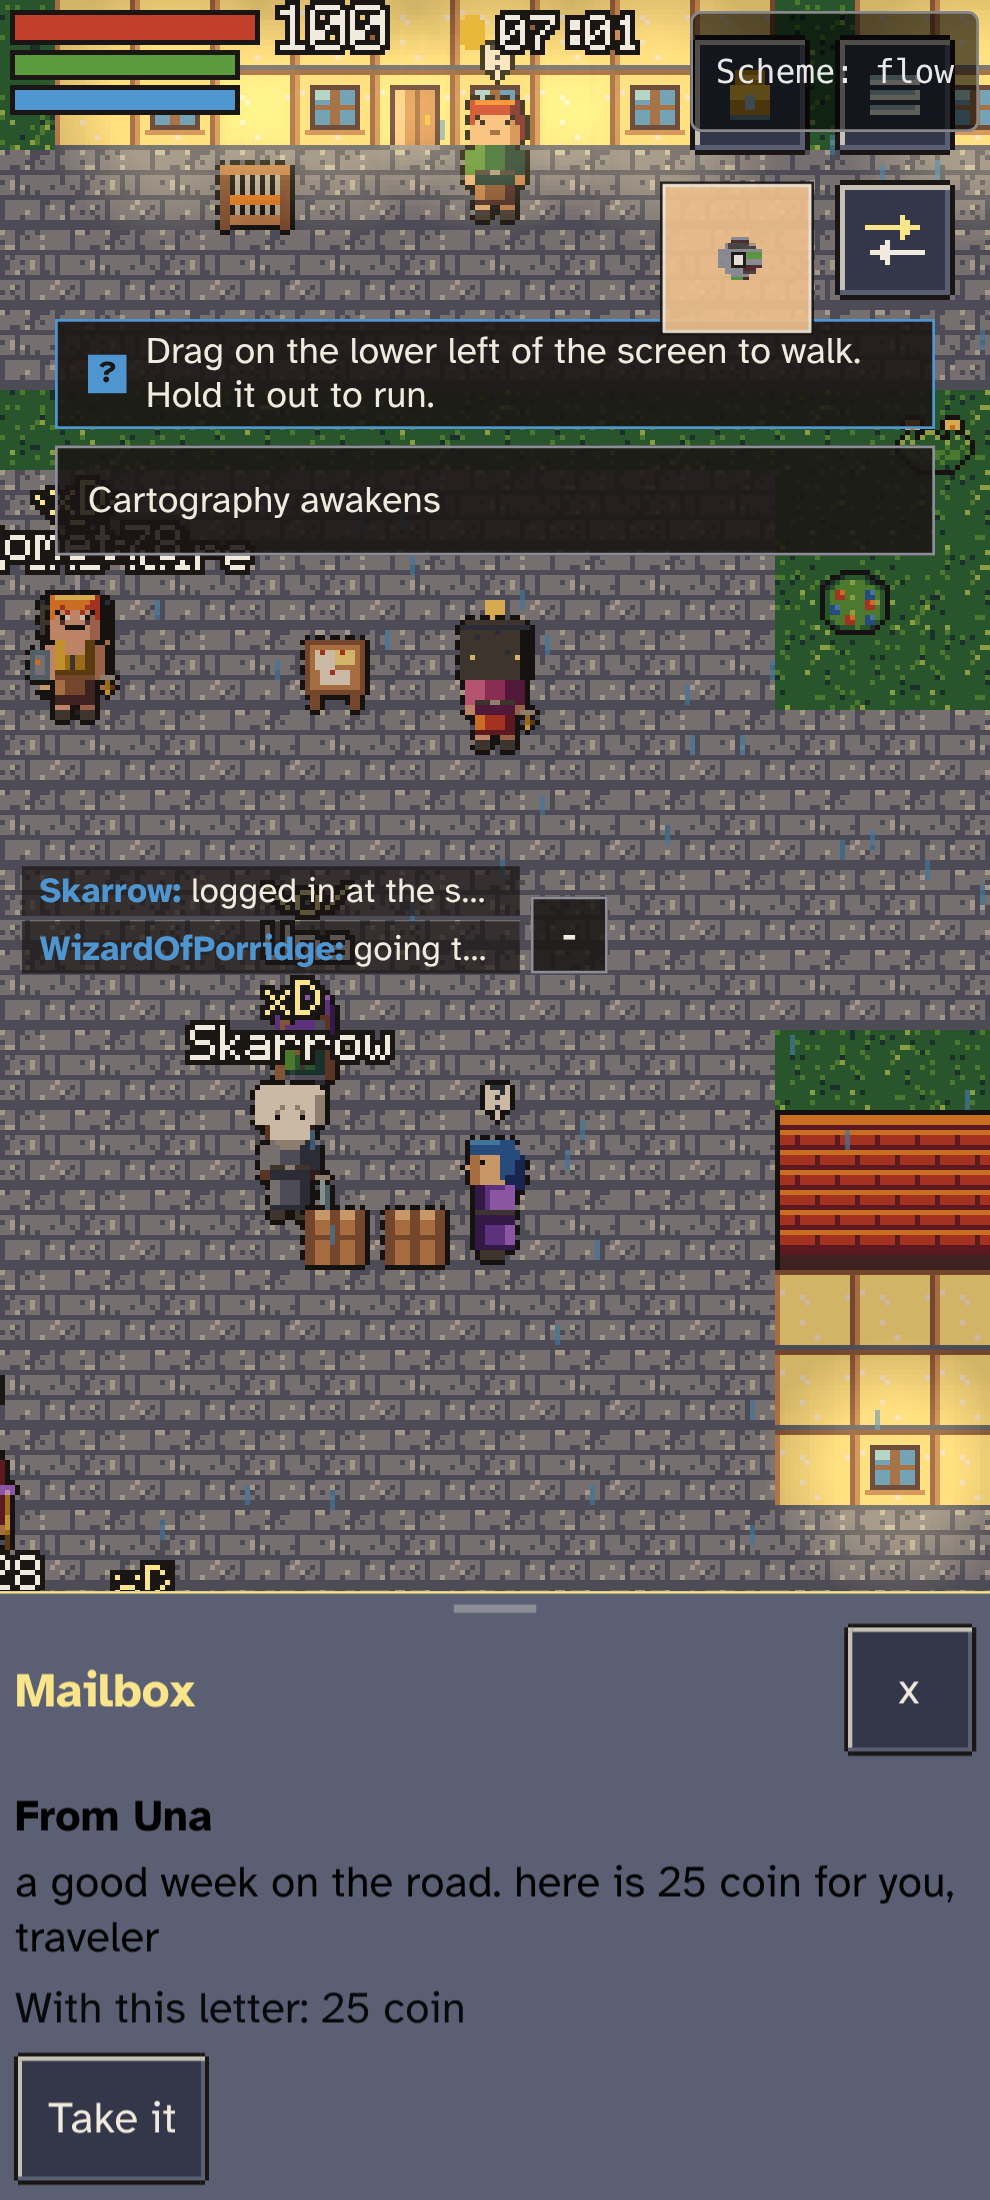 100
07:01
Scheme: flow
? Drag on the lower left of the screen to walk.
Hold it out to run.
Cartography awakens
Skarrow: logged in at the s...
WizardOfPorridge: going t...
-
xD
Skarrow
?
28
=D
Mailbox
x
From Una
a good week on the road. here is 25 coin for you,
traveler
With this letter: 25 coin
Take it